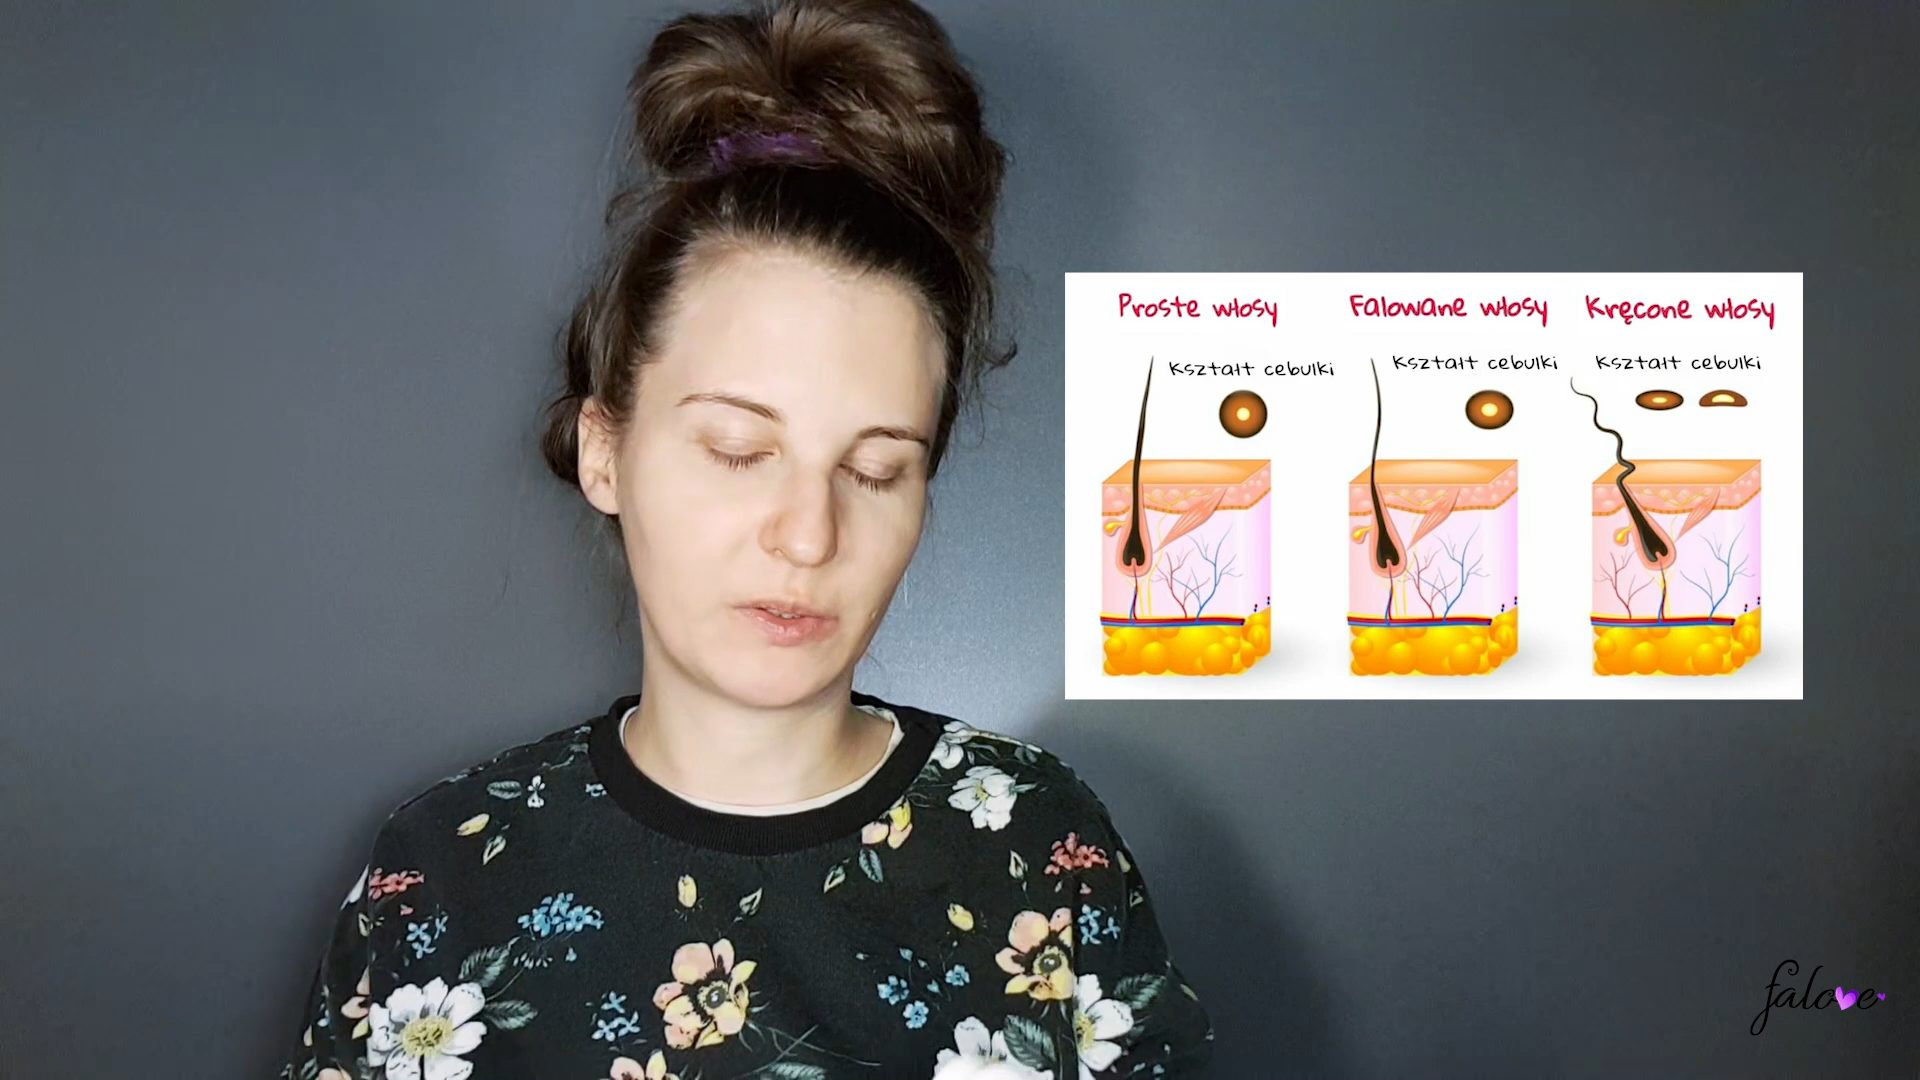 Proste włosy
Falowane włosy
Kręcone włosy
Kształt cebulki
Kształt cebulki
Kształt cebulki
falove